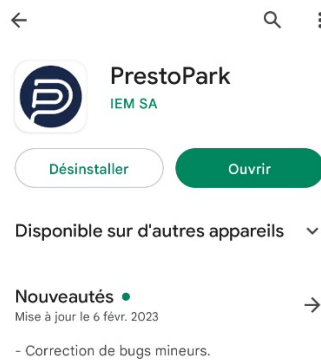 PrestoPark
IEM SA
Désinstaller
Ouvrir
Disponible sur d'autres appareils
Nouveautés
Mise à jour le 6 févr. 2023
- Correction de bugs mineurs.